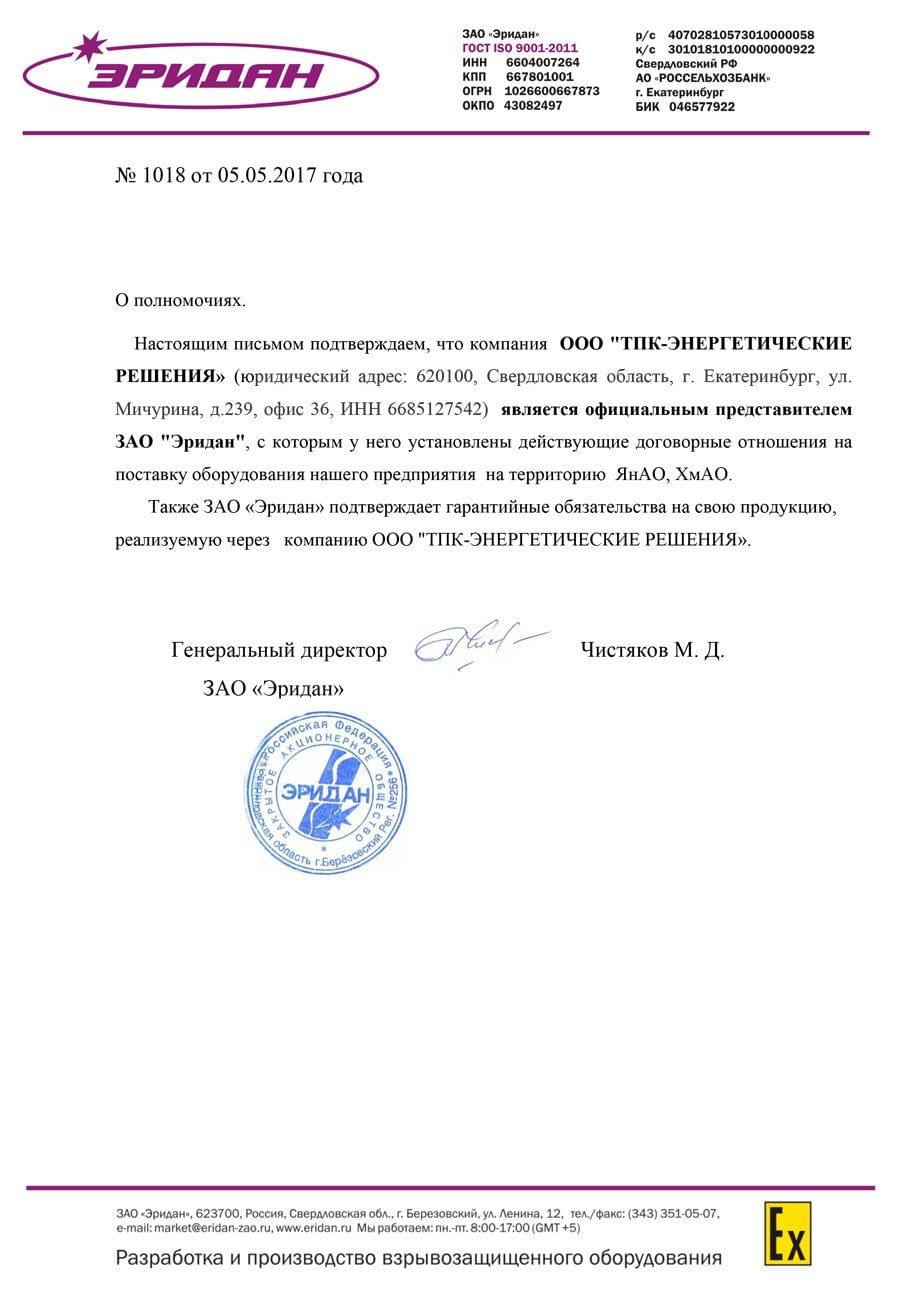 ЭРИДАН
ЗАО «Эридан»
ГОСТ ISO 9001-2011
ИНН 6604007264
КПП 667801001
ОГРН 1026600667873
ОКПО 43082497
р/с 40702810573010000058
к/с 30101810100000000922
Свердловский РФ
АО «РОССЕЛЬХОЗБАНК»
г. Екатеринбург
БИК 046577922
№ 1018 от 05.05.2017 года
О полномочиях.
Настоящим письмом подтверждаем, что компания ООО "ТПК-ЭНЕРГЕТИЧЕСКИЕ
РЕШЕНИЯ» (юридический адрес: 620100, Свердловская область, г. Екатеринбург, ул.
Мичурина, д.239, офис 36, ИНН 6685127542) является официальным представителем
ЗАО "Эридан", с которым у него установлены действующие договорные отношения на
поставку оборудования нашего предприятия на территорию ЯнАО, ХмАО.
Также ЗАО «Эридан» подтверждает гарантийные обязательства на свою продукцию,
реализуемую через компанию ООО "ТПК-ЭНЕРГЕТИЧЕСКИЕ РЕШЕНИЯ».
Генеральный директор Чистяков М. Д.
ЗАО «Эридан»
Российская Федерация
область г.Берёзовский Рег. №256
ЗАКРЫТОЕ АКЦИОНЕРНОЕ ОБЩЕСТВО
ЭРИДАН
ЗАО «Эридан», 623700, Россия, Свердловская обл., г. Березовский, ул. Ленина, 12, тел./факс: (343) 351-05-07,
e-mail: market@eridan-zao.ru, www.eridan.ru Мы работаем: пн.-пт. 8:00-17:00 (GMT +5)
Разработка и производство взрывозащищенного оборудования
Ex